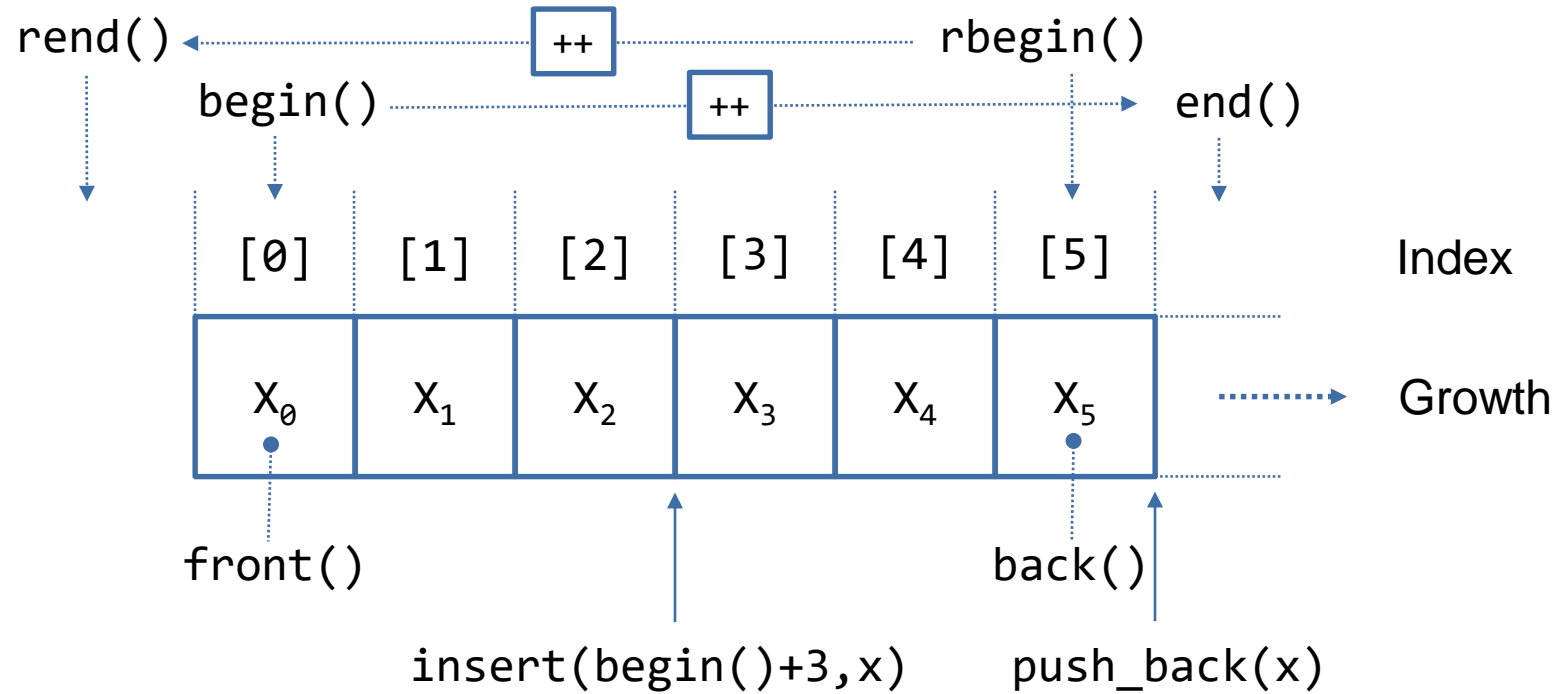 rend() ++ rbegin()
begin() ++ end()
[0] [1] [2] [3] [4] [5] Index
X₀ X₁ X₂ X₃ X₄ X₅ Growth
front() back()
insert(begin()+3,x) push_back(x)